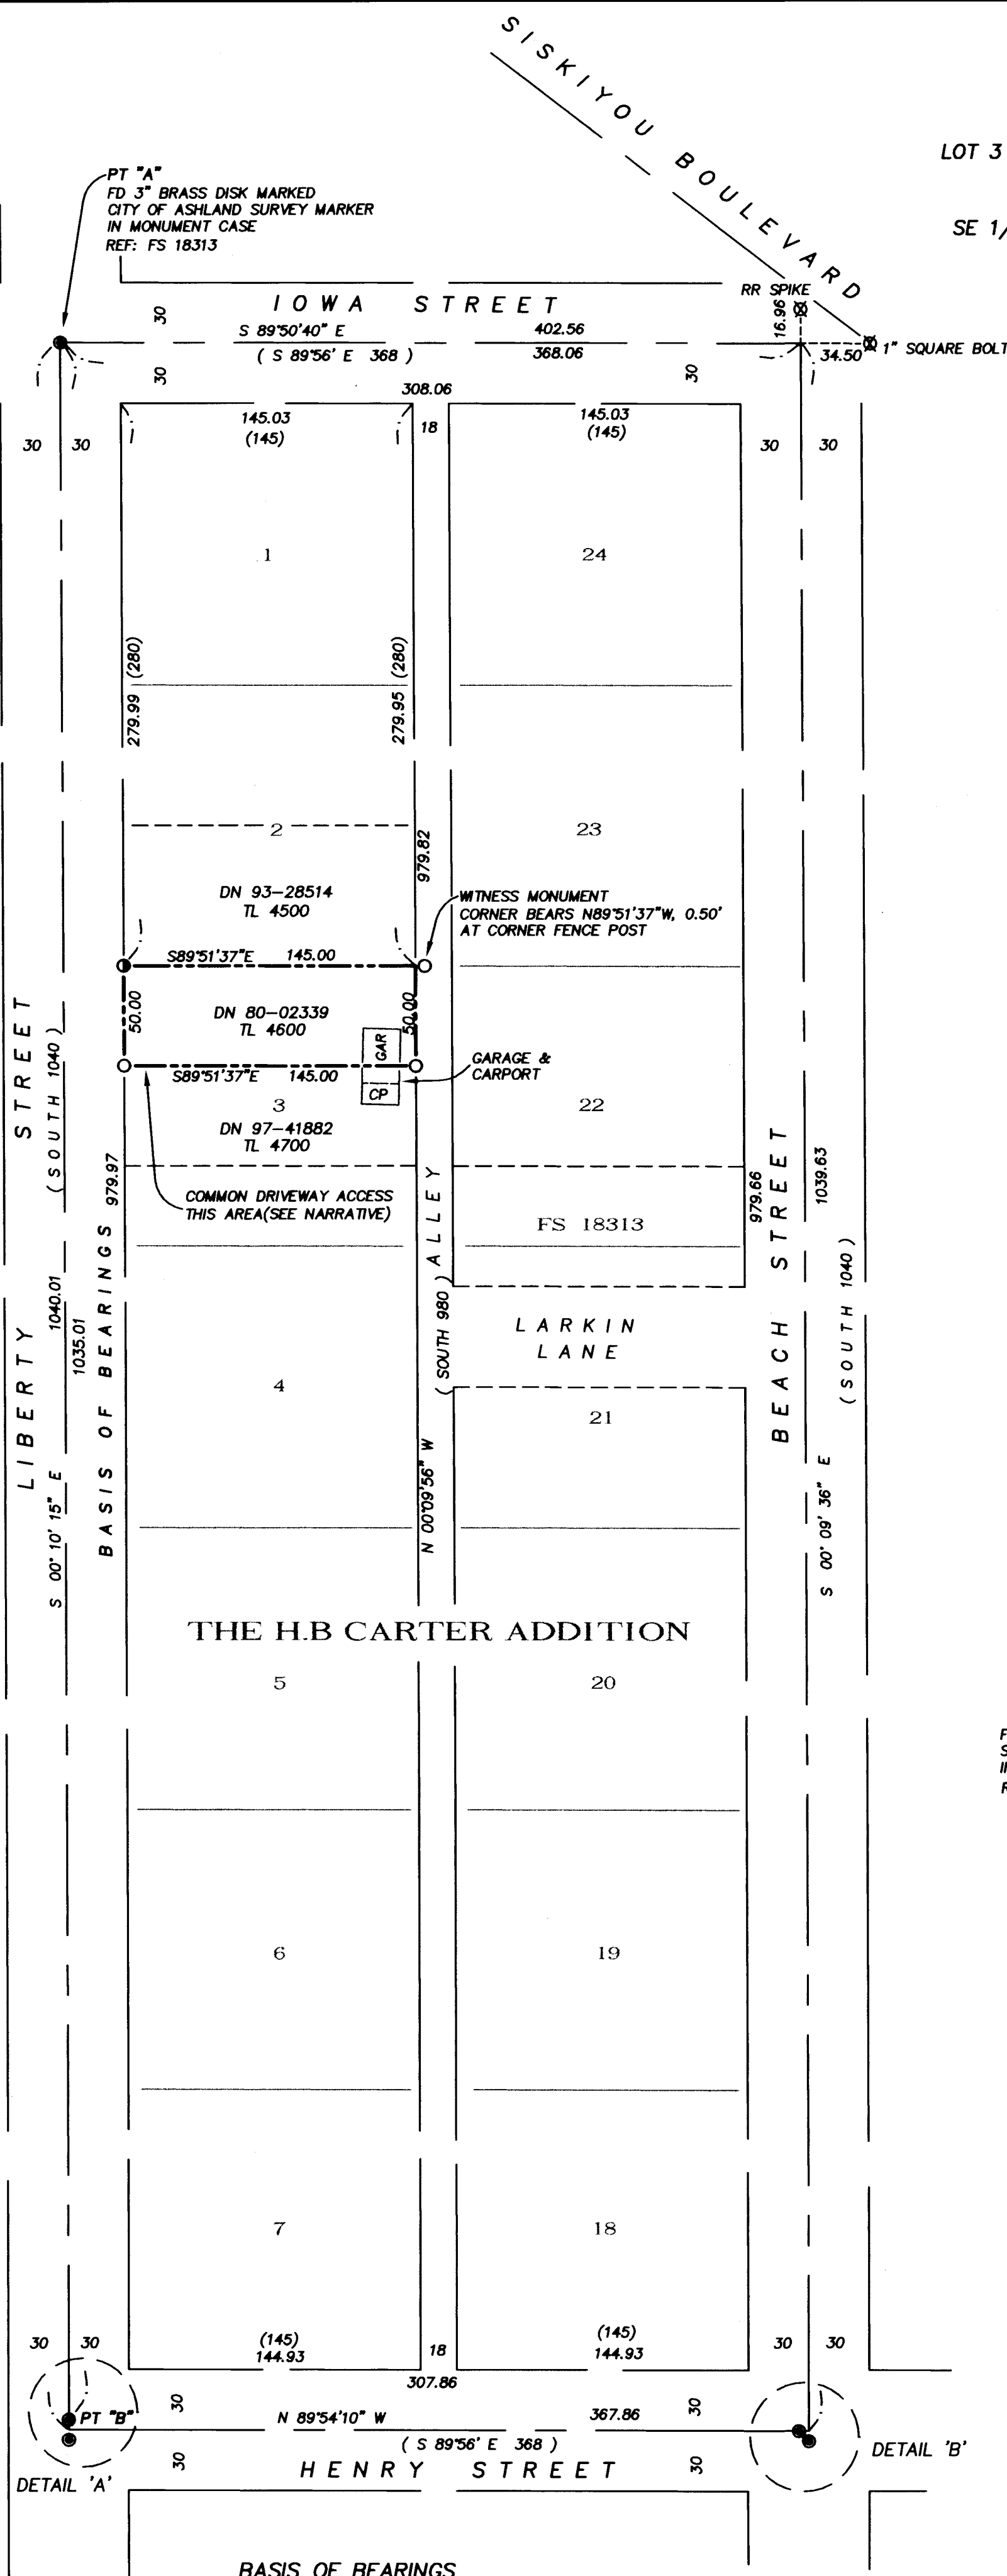 SISKIYOU BOULEVARD
LOT 3
PT "A"
FD 3" BRASS DISK MARKED
CITY OF ASHLAND SURVEY MARKER
IN MONUMENT CASE
REF: FS 18313
SE 1/
RR SPIKE
IOWA STREET
30
16.96
S 89°50'40" E
402.56
( S 89°56' E 368 )
368.06
34.50
1" SQUARE BOLT
30
30
308.06
145.03
(145)
18
145.03
(145)
30
30
30
30
1
24
279.99 (280)
279.95 (280)
2
23
979.82
DN 93-28514
TL 4500
WITNESS MONUMENT
CORNER BEARS N89°51'37"W, 0.50'
AT CORNER FENCE POST
S89°51'37"E 145.00
50.00
DN 80-02339
TL 4600
50.00
GAR
GARAGE &
CARPORT
S89°51'37"E 145.00
CP
3
22
DN 97-41882
TL 4700
COMMON DRIVEWAY ACCESS
THIS AREA(SEE NARRATIVE)
LIBERTY STREET
(SOUTH 1040)
1040.01
1035.01
S 00° 10' 15" E
979.97
BASIS OF BEARINGS
ALLEY
(SOUTH 980)
N 00°09'56" W
FS 18313
LARKIN
LANE
979.66
BEACH STREET
1039.63
(SOUTH 1040)
S 00° 09' 36" E
4
21
THE H.B CARTER ADDITION
5
20
F
S
R
6
19
7
18
30
30
(145)
144.93
18
(145)
144.93
30
30
307.86
PT "B"
30
N 89°54'10" W
367.86
30
( S 89°56' E 368 )
DETAIL 'A'
30
HENRY STREET
30
DETAIL 'B'
BASIS OF BEARINGS